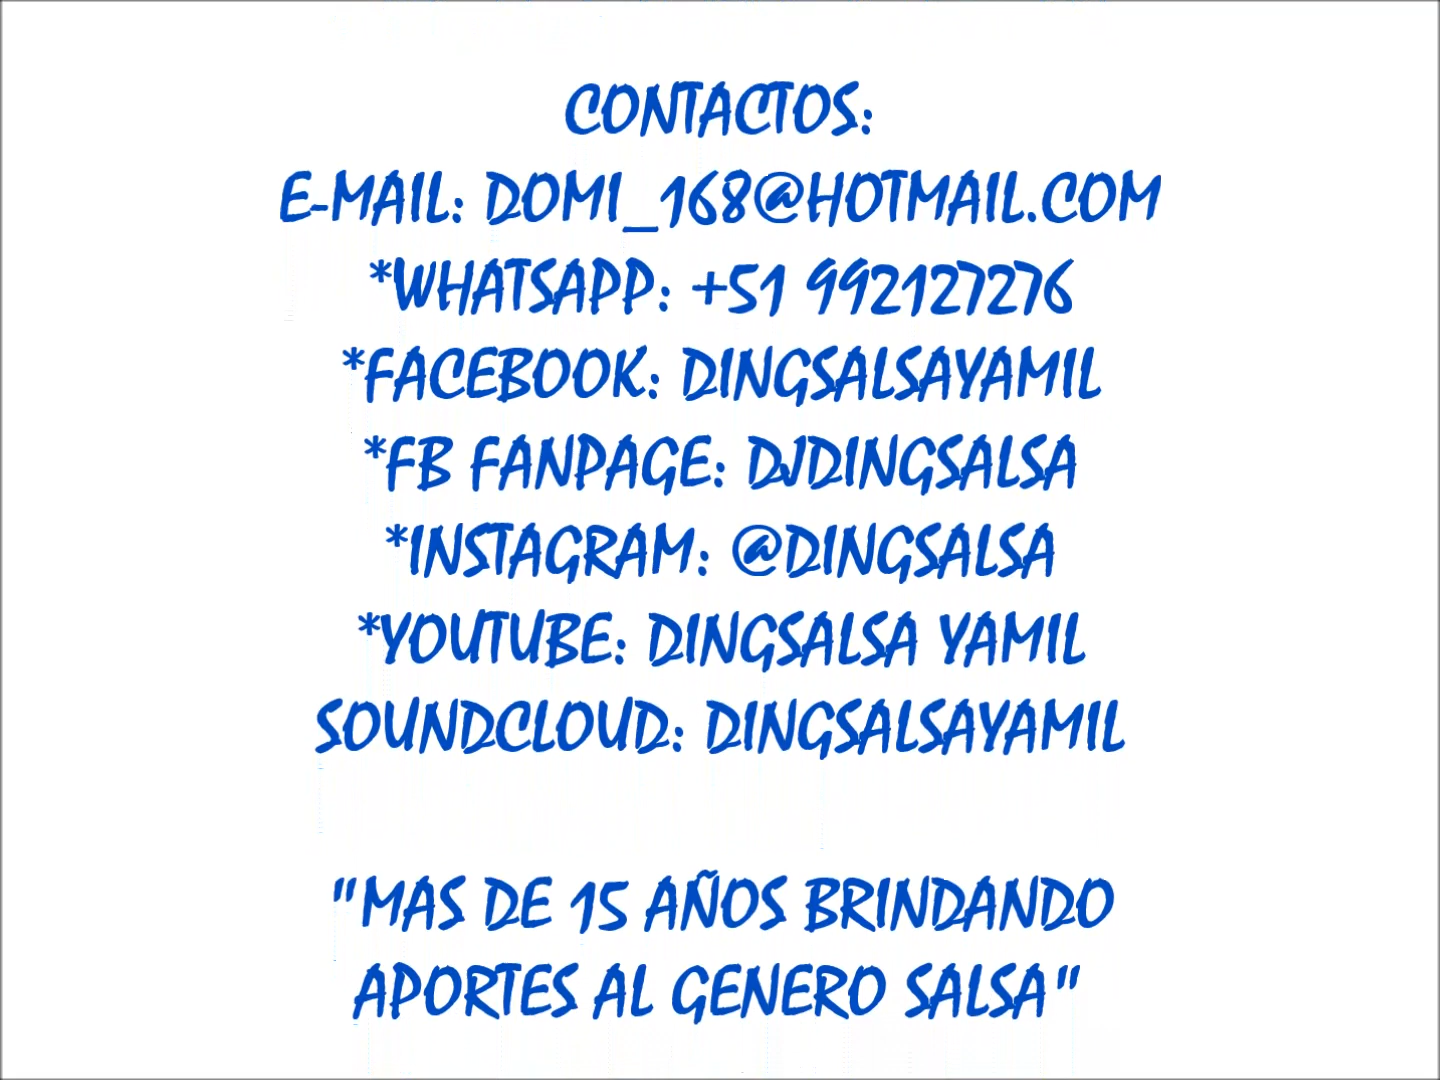 CONTACTOS:
E-MAIL: DOMI_168@HOTMAIL.COM
*WHATSAPP: +51 992127276
*FACEBOOK: DINGSALSAYAMIL
*FB FANPAGE: DJDINGSALSA
*INSTAGRAM: @DINGSALSA
*YOUTUBE: DINGSALSA YAMIL
SOUNDCLOUD: DINGSALSAYAMIL
"MAS DE 15 AÑOS BRINDANDO
APORTES AL GENERO SALSA"